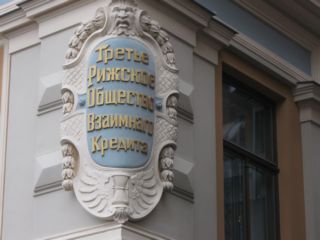 Третье
Рижское
Общество
Взаимнаго
Кредита